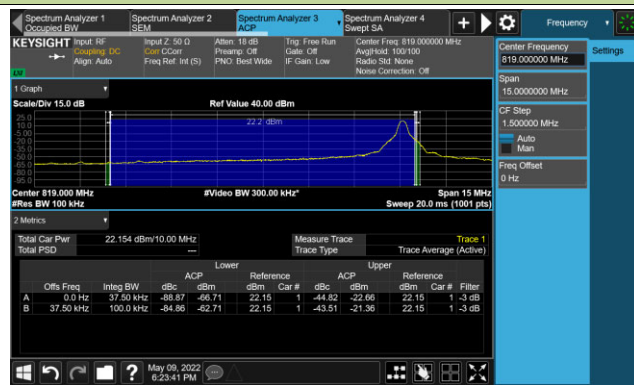 Spectrum Analyzer 1
Occupied BW
Spectrum Analyzer 2
SEM
Spectrum Analyzer 3
ACP
Spectrum Analyzer 4
Swept SA
Frequency
KEYSIGHT
Input: RF
Coupling: DC
Align: Auto
Input Z: 50 Ω
Corr CCorr
Freq Ref: Int (S)
Atten: 18 dB
Preamp: Off
PNO: Best Wide
Trig: Free Run
Gate: Off
IF Gain: Low
Center Freq: 819.000000 MHz
Avg|Hold: 100/100
Radio Std: None
Noise Correction: Off
1 Graph
Scale/Div 15.0 dB
Ref Value 40.00 dBm
22.2 dBm
25.0
10.0
-5.00
-20.0
-35.0
-50.0
-65.0
-80.0
-95.0
Center 819.000 MHz
#Video BW 300.00 kHz*
Span 15 MHz
#Res BW 100 kHz
Sweep 20.0 ms (1001 pts)
2 Metrics
Total Car Pwr 22.154 dBm/10.00 MHz
Total PSD ---
Measure Trace Trace 1
Trace Type Trace Average (Active)
Lower Upper
ACP Reference ACP Reference
Offs Freq Integ BW dBc dBm dBm Car # dBc dBm dBm Car # Filter
A 0.0 Hz 37.50 kHz -88.87 -66.71 22.15 1 -44.82 -22.66 22.15 1 -3 dB
B 37.50 kHz 100.0 kHz -84.86 -62.71 22.15 1 -43.51 -21.36 22.15 1 -3 dB
Center Frequency
819.000000 MHz
Settings
Span
15.0000000 MHz
CF Step
1.500000 MHz
Auto
Man
Freq Offset
0 Hz
May 09, 2022
6:23:41 PM